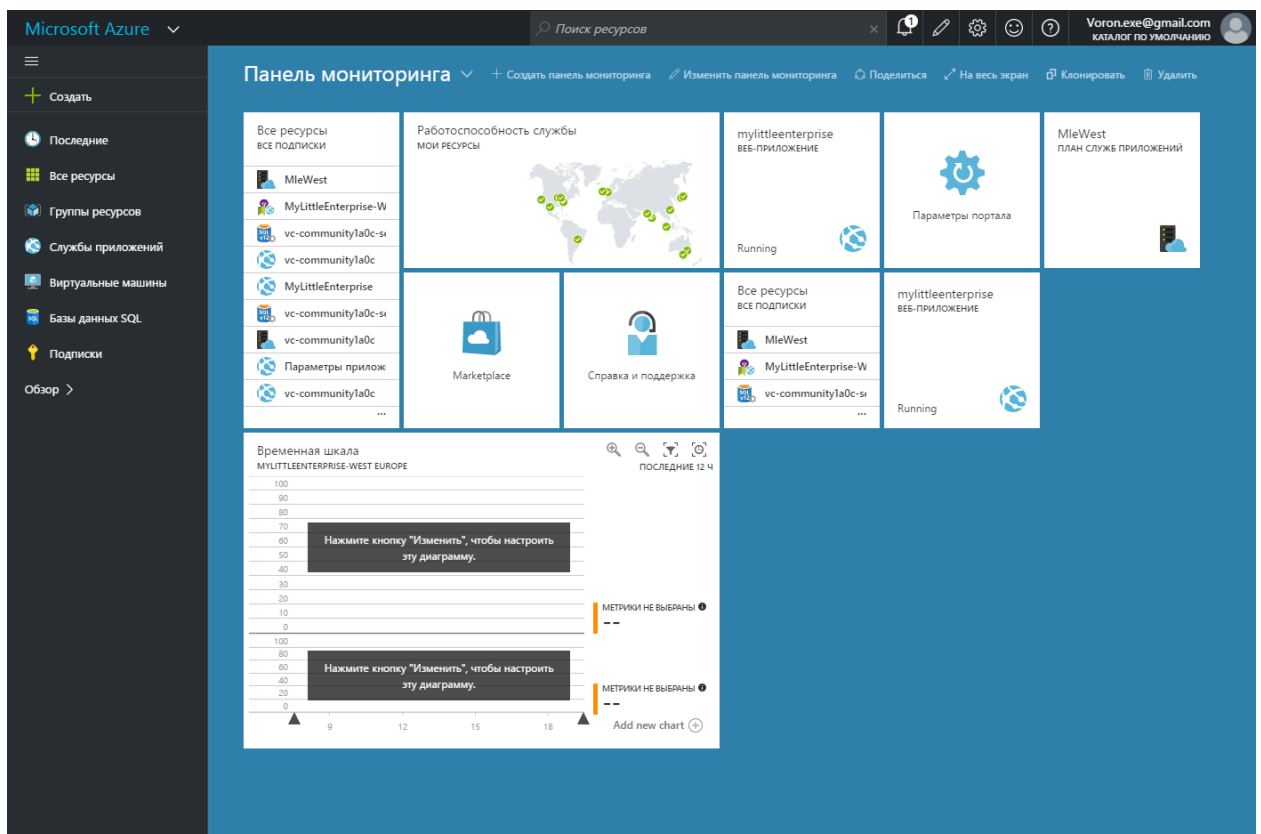 Microsoft Azure
Поиск ресурсов
1
Voron.exe@gmail.com
КАТАЛОГ ПО УМОЛЧАНИЮ
Создать
Последние
Все ресурсы
Группы ресурсов
Службы приложений
Виртуальные машины
Базы данных SQL
Подписки
Обзор
Панель мониторинга
Создать панель мониторинга
Изменить панель мониторинга
Поделиться
На весь экран
Клонировать
Удалить
Все ресурсы
ВСЕ ПОДПИСКИ
MleWest
MyLittleEnterprise-W
vc-community1a0c-se
vc-community1a0c
MyLittleEnterprise
vc-community1a0c-se
vc-community1a0c
Параметры прилож
vc-community1a0c
...
Работоспособность службы
МОИ РЕСУРСЫ
mylittleenterprise
ВЕБ-ПРИЛОЖЕНИЕ
Running
Параметры портала
MleWest
ПЛАН СЛУЖБ ПРИЛОЖЕНИЙ
Marketplace
Справка и поддержка
Все ресурсы
ВСЕ ПОДПИСКИ
MleWest
MyLittleEnterprise-W
vc-community1a0c-se
...
mylittleenterprise
ВЕБ-ПРИЛОЖЕНИЕ
Running
Временная шкала
MYLITTLEENTERPRISE-WEST EUROPE
ПОСЛЕДНИЕ 12 Ч
100
90
80
70
60
50
40
30
20
10
0
Нажмите кнопку "Изменить", чтобы настроить
эту диаграмму.
МЕТРИКИ НЕ ВЫБРАНЫ
--
100
80
60
40
20
0
Нажмите кнопку "Изменить", чтобы настроить
эту диаграмму.
МЕТРИКИ НЕ ВЫБРАНЫ
--
9 12 15 18
Add new chart